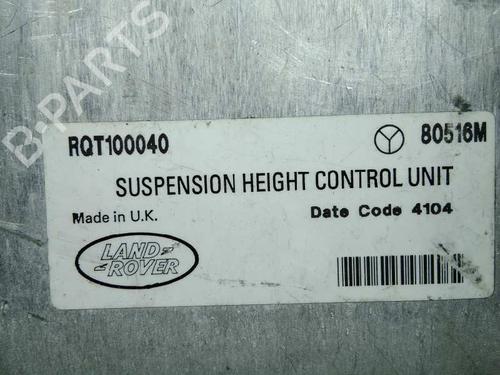 B-PARTS
RQT100040
80516M
SUSPENSION HEIGHT CONTROL UNIT
Made in U.K.
Date Code 4104
LAND
ROVER